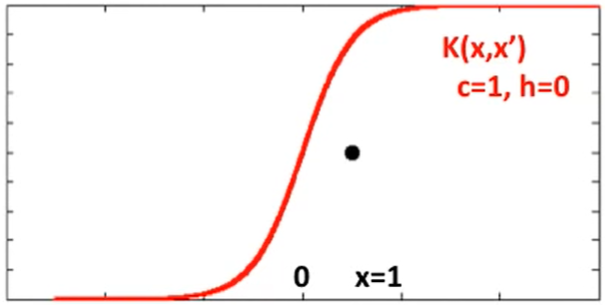 K(x,x’)
c=1, h=0
0 x=1